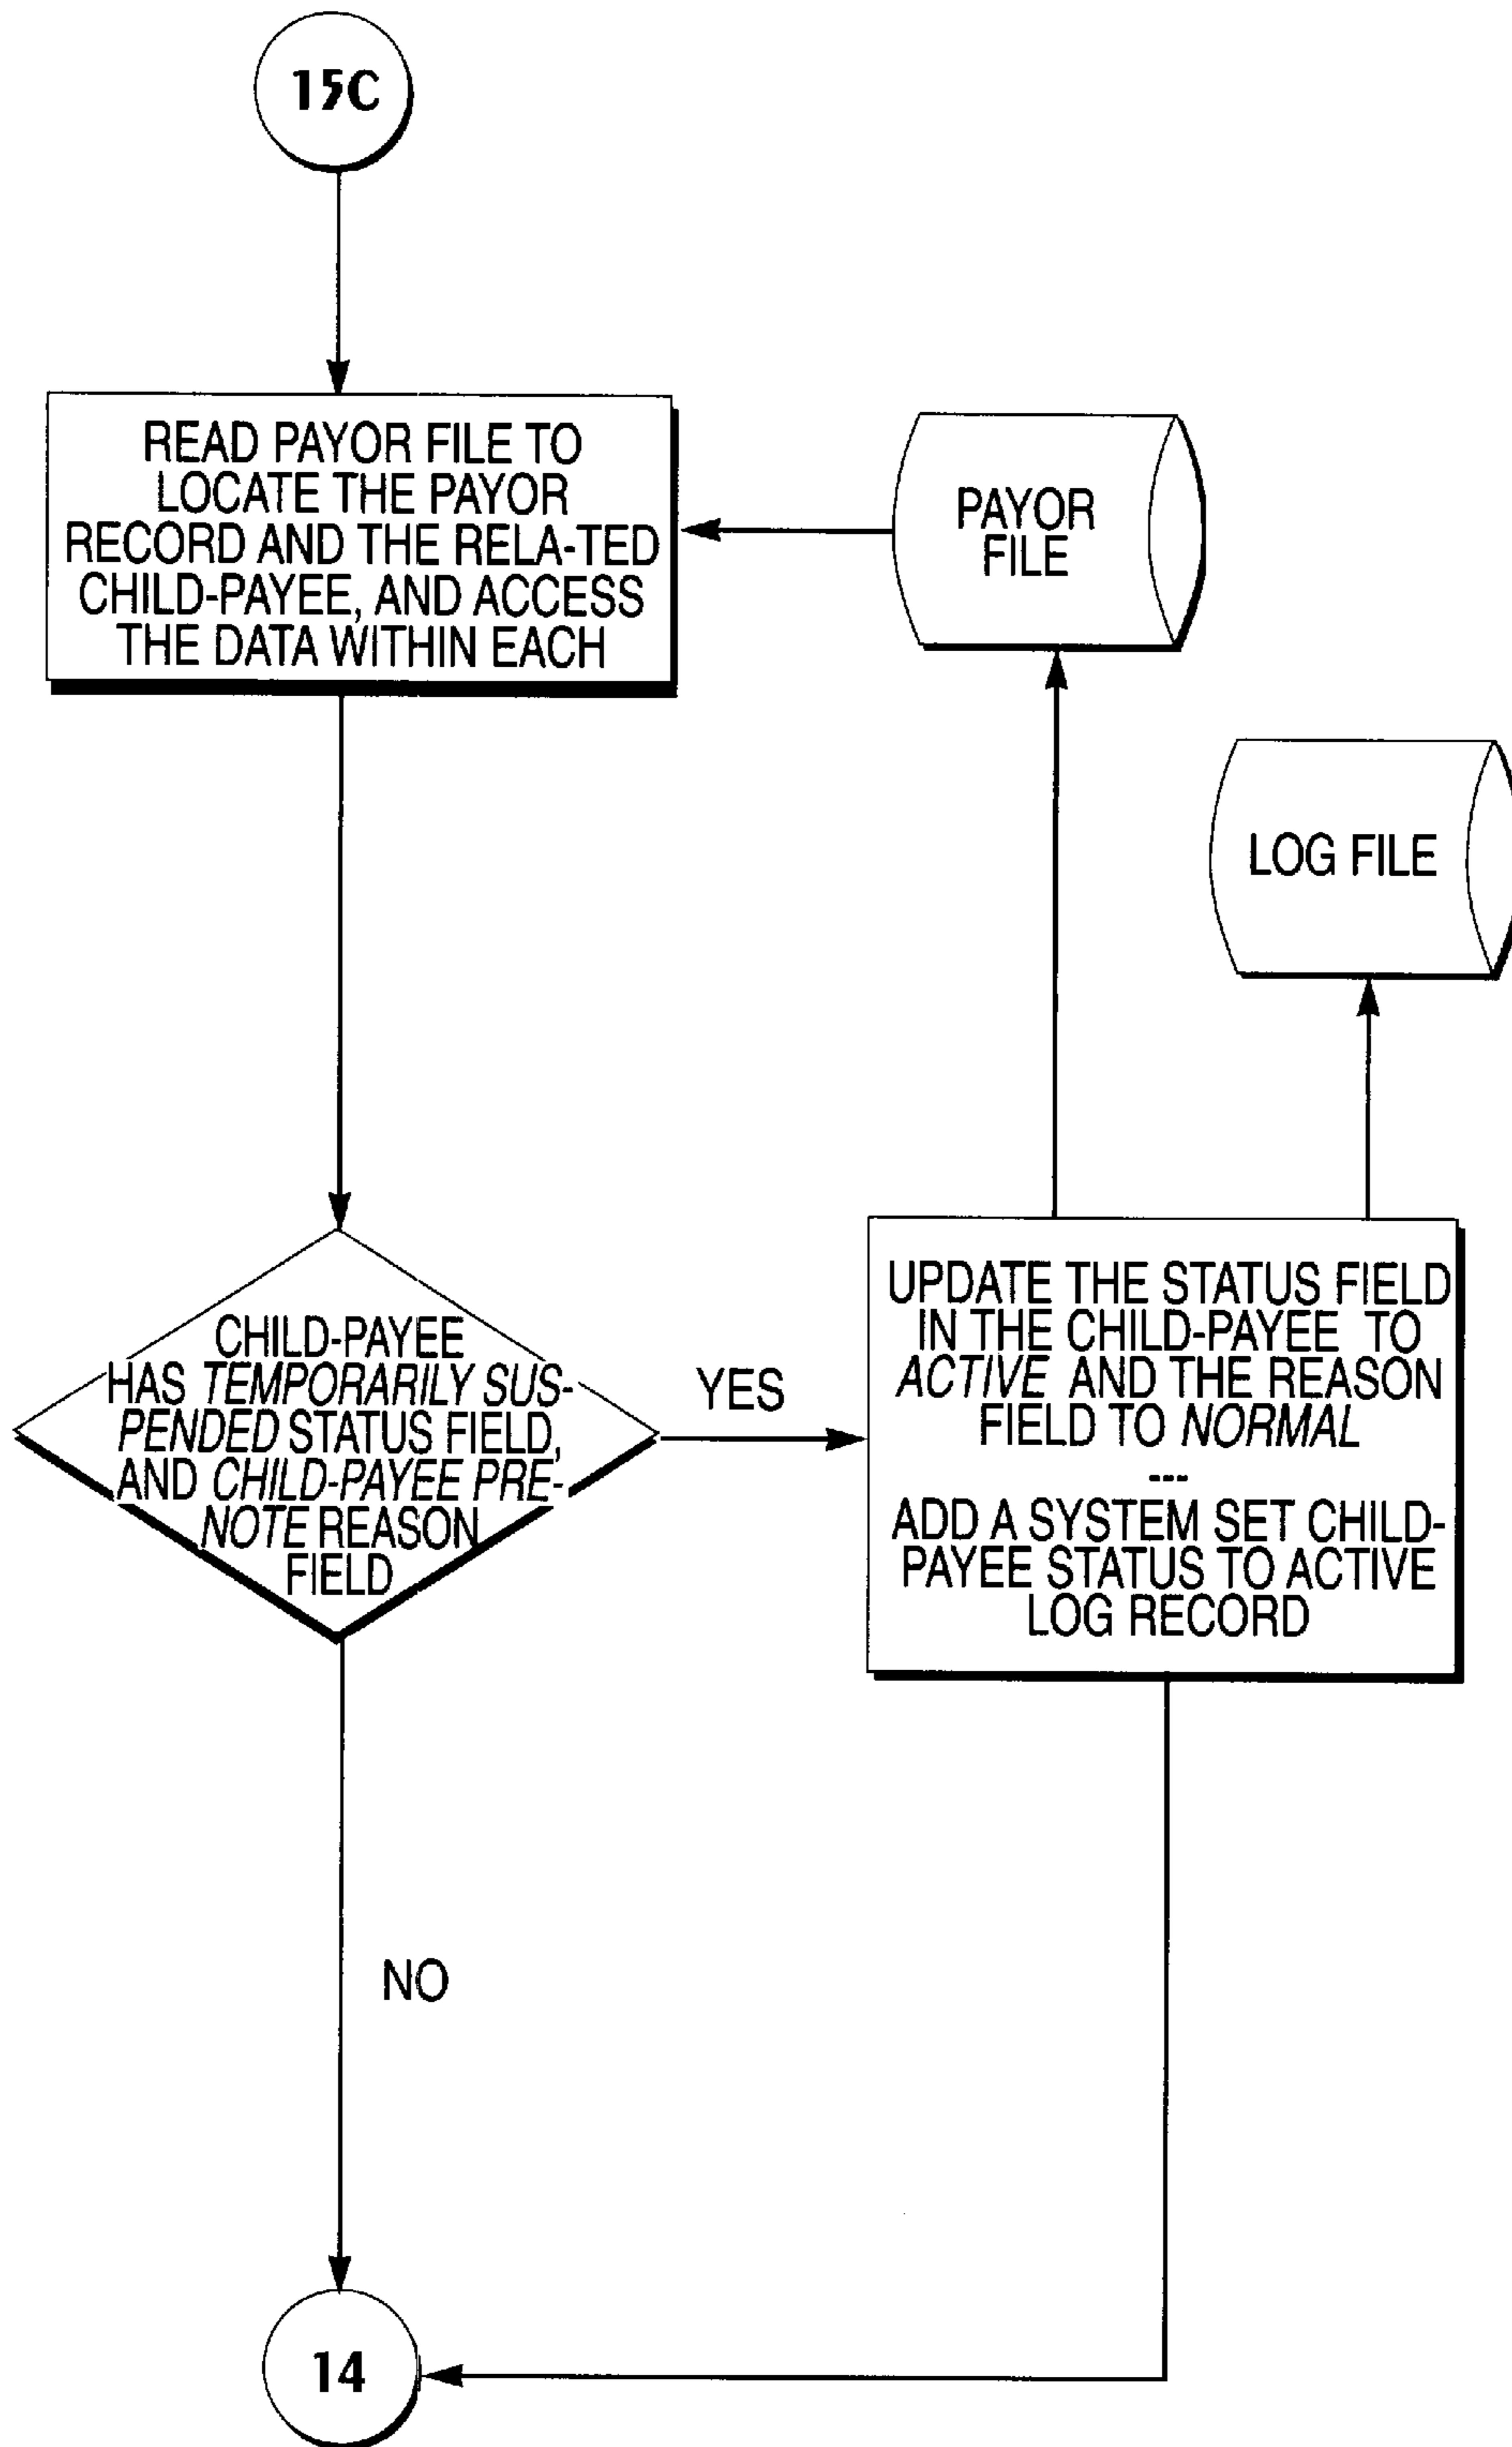 15C
READ PAYOR FILE TO
LOCATE THE PAYOR
RECORD AND THE RELA-TED
CHILD-PAYEE, AND ACCESS
THE DATA WITHIN EACH
PAYOR
FILE
LOG FILE
CHILD-PAYEE
HAS TEMPORARILY SUS-
PENDED STATUS FIELD,
AND CHILD-PAYEE PRE-
NOTE REASON
FIELD
YES
UPDATE THE STATUS FIELD
IN THE CHILD-PAYEE TO
ACTIVE AND THE REASON
FIELD TO NORMAL
---
ADD A SYSTEM SET CHILD-
PAYEE STATUS TO ACTIVE
LOG RECORD
NO
14